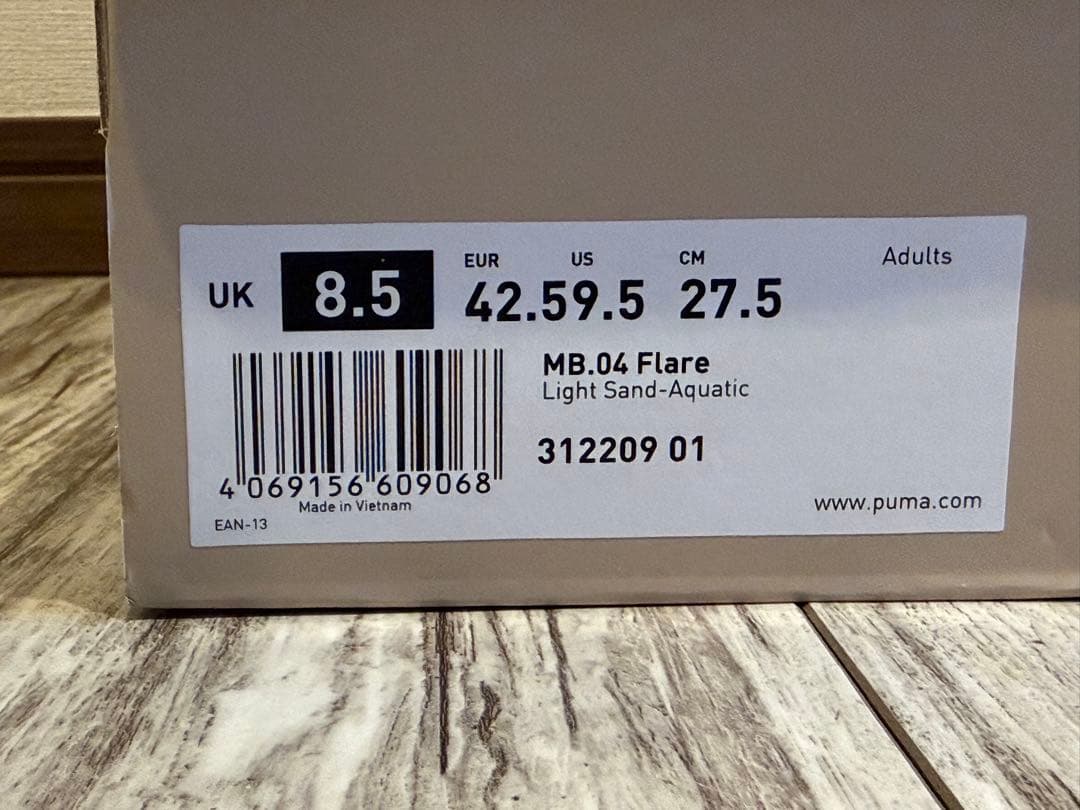 UK 8.5 EUR 42.5 US 9.5 CM 27.5 Adults
MB.04 Flare
Light Sand-Aquatic
312209 01
4 069156 609068
Made in Vietnam
EAN-13
www.puma.com